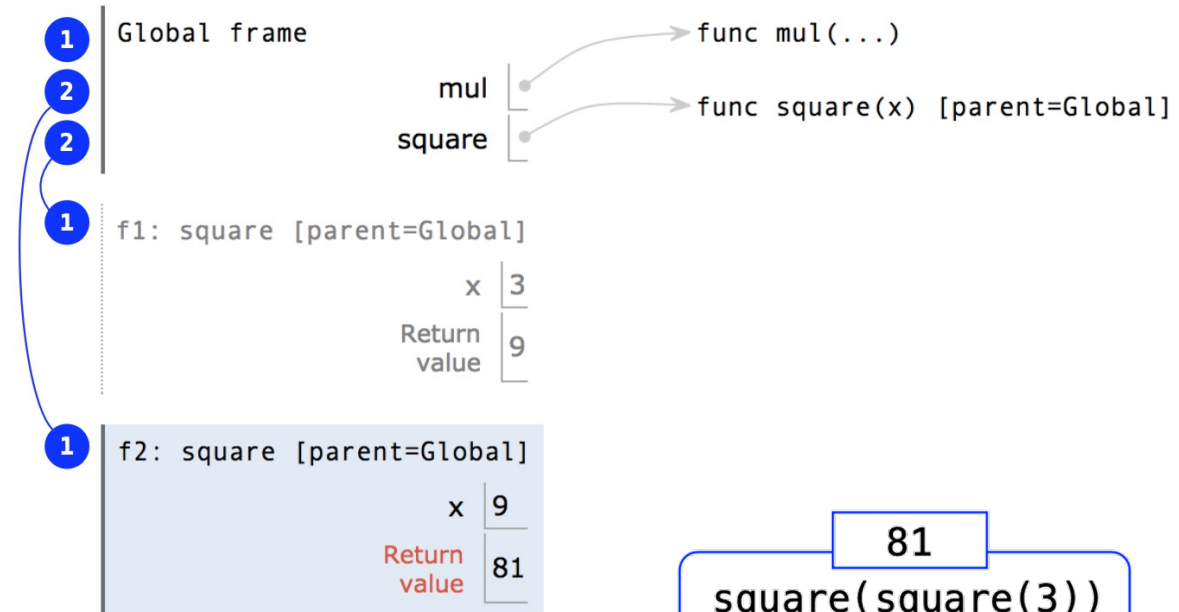 1 Global frame
func mul(...)
2 mul
func square(x) [parent=Global]
2 square
1 f1: square [parent=Global]
x 3
Return
value 9
1 f2: square [parent=Global]
x 9
Return
value 81
81
square(square(3))